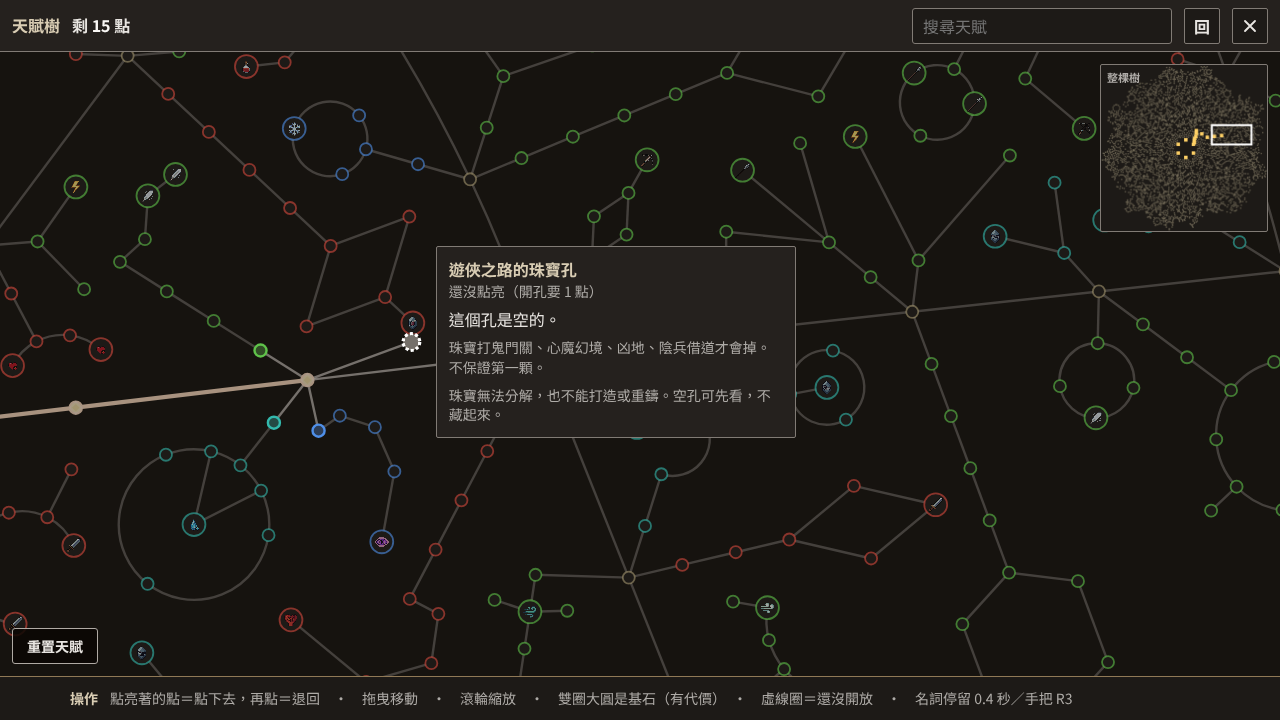 天賦樹 剩 15 點
搜尋天賦
回
整棵樹
遊俠之路的珠寶孔
還沒點亮（開孔要 1 點）
這個孔是空的。
珠寶打鬼門關、心魔幻境、凶地、陰兵借道才會掉。
不保證第一顆。
珠寶無法分解，也不能打造或重鑄。空孔可先看，不
藏起來。
重置天賦
操作 點亮著的點＝點下去，再點＝退回 • 拖曳移動 • 滾輪縮放 • 雙圈大圓是基石（有代價） • 虛線圈＝還沒開放 • 名詞停留 0.4 秒／手把 R3